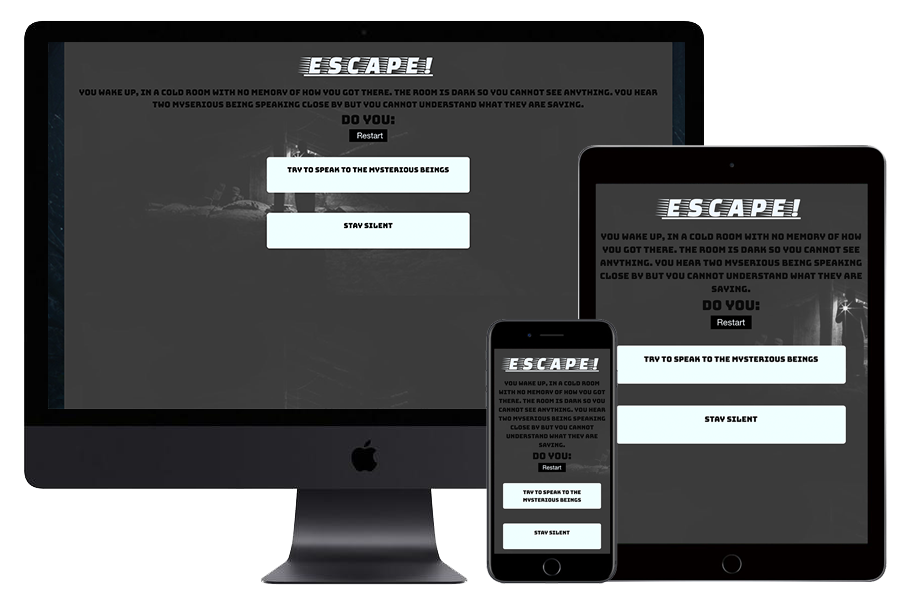 ESCAPE!
YOU WAKE UP, IN A COLD ROOM WITH NO MEMORY OF HOW YOU GOT THERE. THE ROOM IS DARK SO YOU CANNOT SEE ANYTHING. YOU HEAR
TWO MYSERIOUS BEING SPEAKING CLOSE BY BUT YOU CANNOT UNDERSTAND WHAT THEY ARE SAYING.
DO YOU:
Restart
TRY TO SPEAK TO THE MYSTERIOUS BEINGS
STAY SILENT
ESCAPE!
YOU WAKE UP, IN A COLD ROOM WITH NO MEMORY OF HOW
YOU GOT THERE. THE ROOM IS DARK SO YOU CANNOT SEE
ANYTHING. YOU HEAR TWO MYSERIOUS BEING SPEAKING
CLOSE BY BUT YOU CANNOT UNDERSTAND WHAT THEY ARE
SAYING.
DO YOU:
Restart
TRY TO SPEAK TO THE MYSTERIOUS BEINGS
STAY SILENT
ESCAPE!
YOU WAKE UP, IN A COLD ROOM
WITH NO MEMORY OF HOW YOU GOT
THERE. THE ROOM IS DARK SO YOU
CANNOT SEE ANYTHING. YOU HEAR
TWO MYSERIOUS BEING SPEAKING
CLOSE BY BUT YOU CANNOT
UNDERSTAND WHAT THEY ARE
SAYING.
DO YOU:
Restart
TRY TO SPEAK TO THE
MYSTERIOUS BEINGS
STAY SILENT